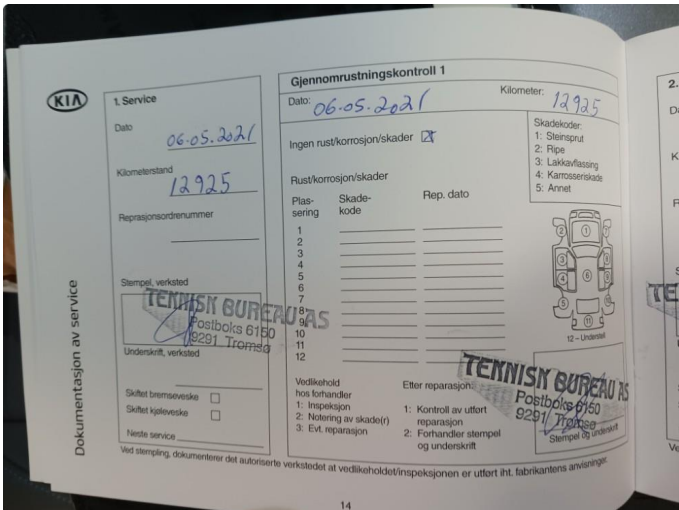 KIA
Dokumentasjon av service
1. Service
Dato
06.05.2021
Kilometerstand
12925
Reprasjonsordrenummer
Stempel, verksted
TEKNISK BUREAU AS
Postboks 6150
9291 Tromsø
Underskrift, verksted
Skiftet bremseveske
Skiftet kjøleveske
Neste service
Gjennomrustningskontroll 1
Dato: 06.05.2021 Kilometer: 12925
Ingen rust/korrosjon/skader
Rust/korrosjon/skader
Plas-
sering
Skade-
kode
Rep. dato
1
2
3
4
5
6
7
8
9
10
11
12
Skadekoder:
1: Steinsprut
2: Ripe
3: Lakkavflassing
4: Karrosseriskade
5: Annet
12 – Understell
Vedlikehold
hos forhandler
1: Inspeksjon
2: Notering av skade(r)
3: Evt. reparasjon
Etter reparasjon:
1: Kontroll av utført
reparasjon
2: Forhandler stempel
og underskrift
TEKNISK BUREAU AS
Postboks 6150
9291 Tromsø
Stempel og underskrift
Ved stempling, dokumenterer det autoriserte verkstedet at vedlikeholdet/inspeksjonen er utført iht. fabrikantens anvisninger.
14
2.
TE